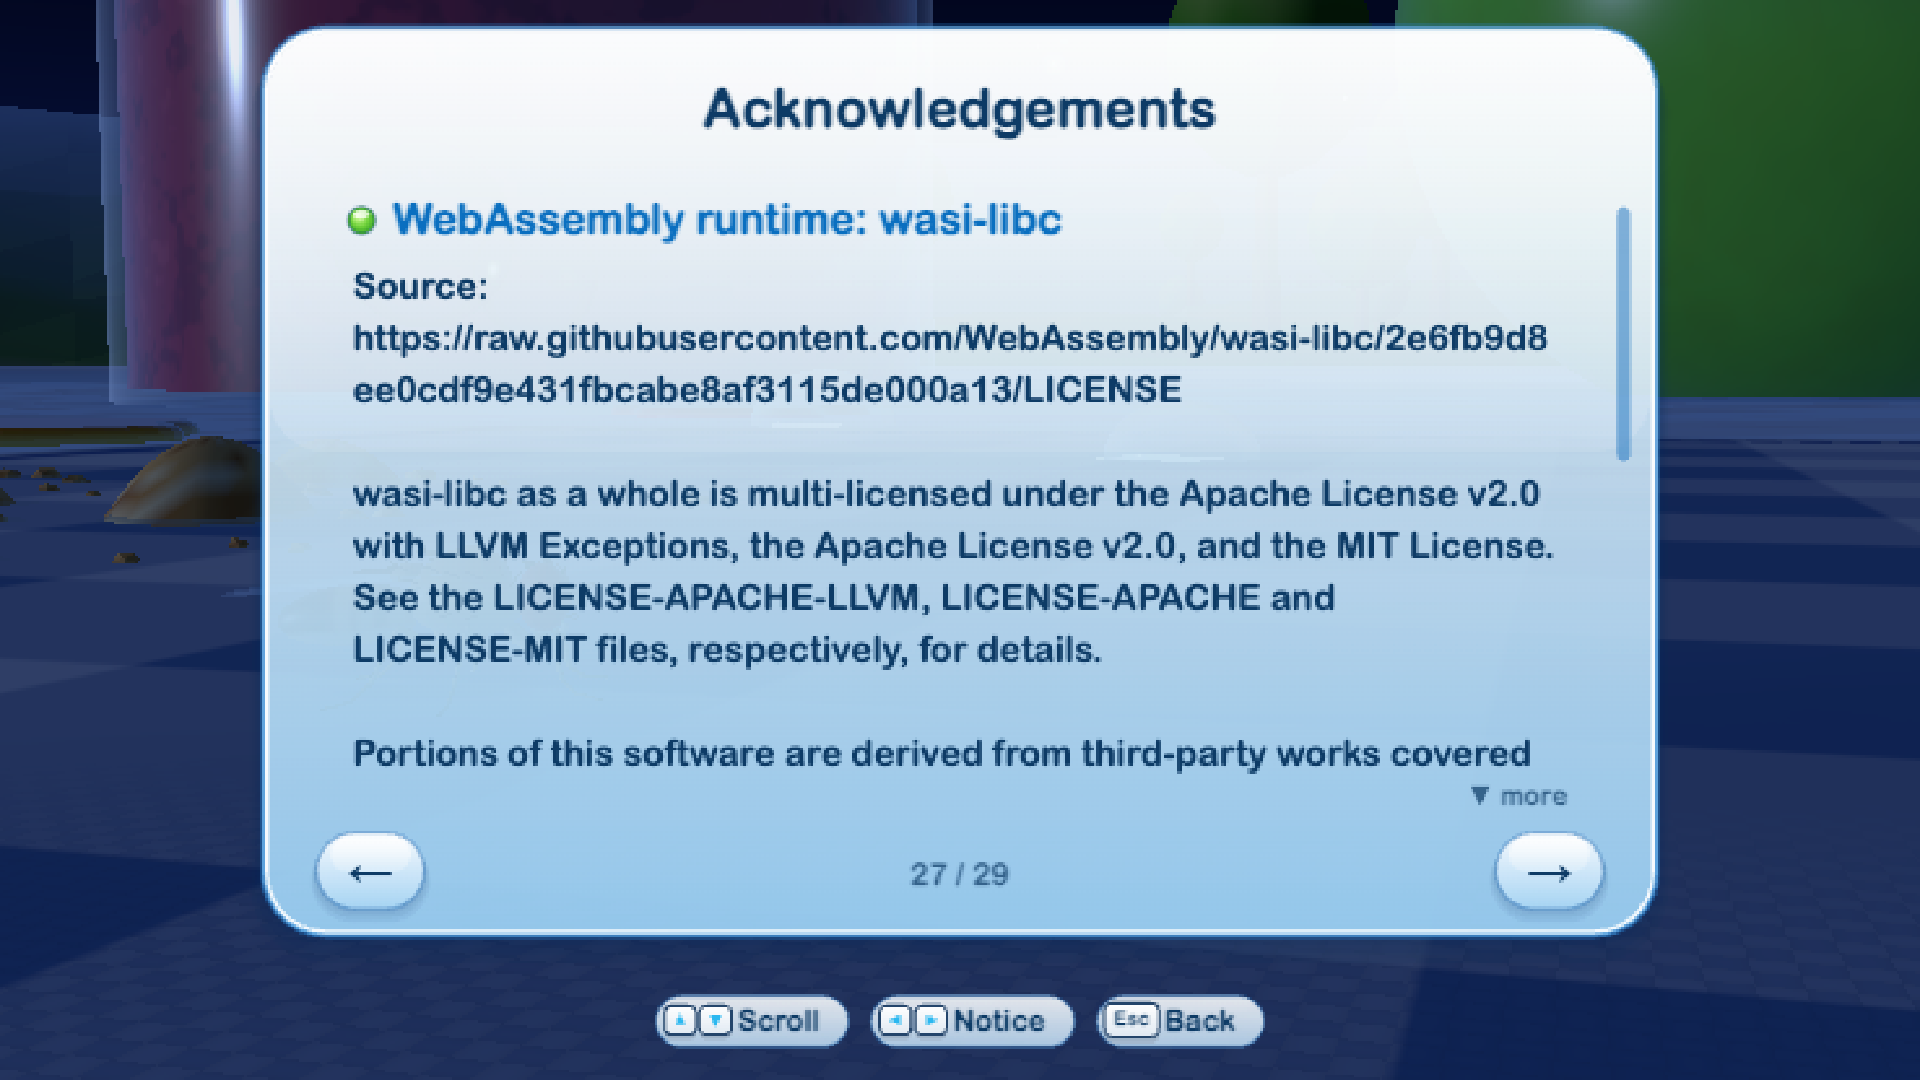 Acknowledgements
WebAssembly runtime: wasi-libc
Source:
https://raw.githubusercontent.com/WebAssembly/wasi-libc/2e6fb9d8
ee0cdf9e431fbcabe8af3115de000a13/LICENSE
wasi-libc as a whole is multi-licensed under the Apache License v2.0
with LLVM Exceptions, the Apache License v2.0, and the MIT License.
See the LICENSE-APACHE-LLVM, LICENSE-APACHE and
LICENSE-MIT files, respectively, for details.
Portions of this software are derived from third-party works covered
▼ more
← 27 / 29 →
▲ ▼ Scroll ◄ ► Notice Esc Back